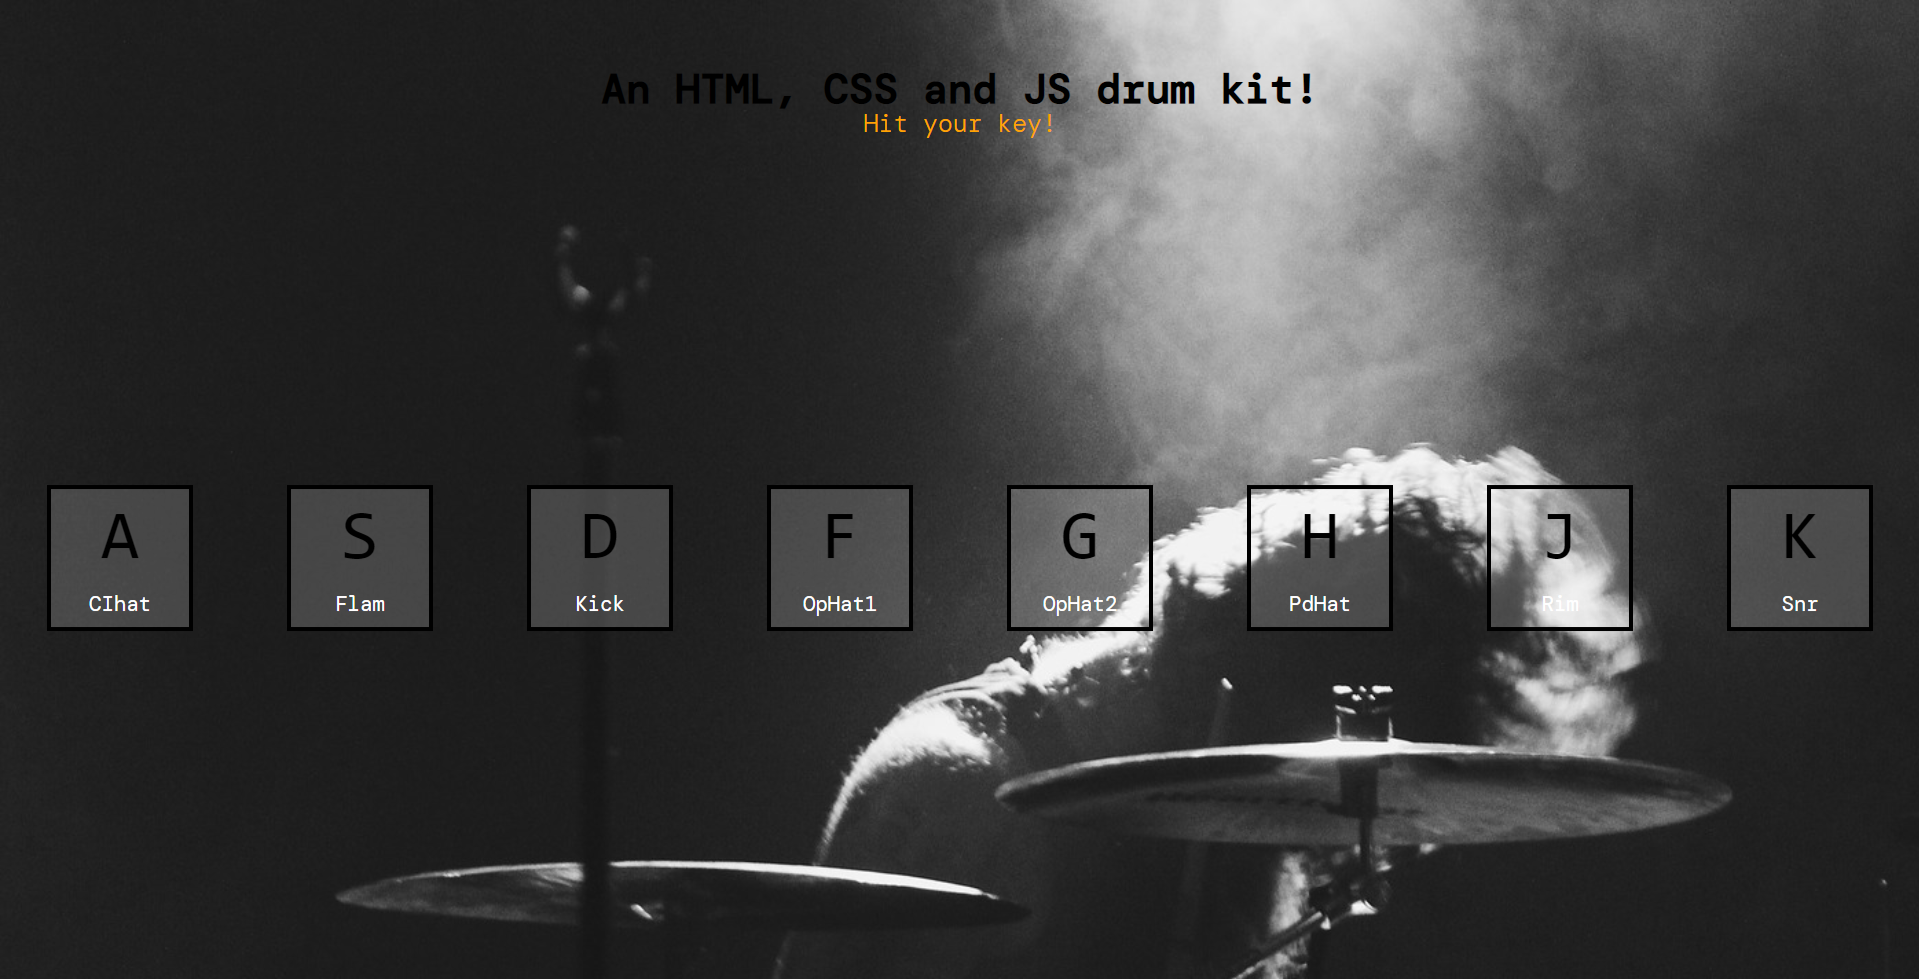 An HTML, CSS and JS drum kit!
Hit your key!
A S D F G H J K
CIhat Flam Kick OpHat1 OpHat2 PdHat Rim Snr